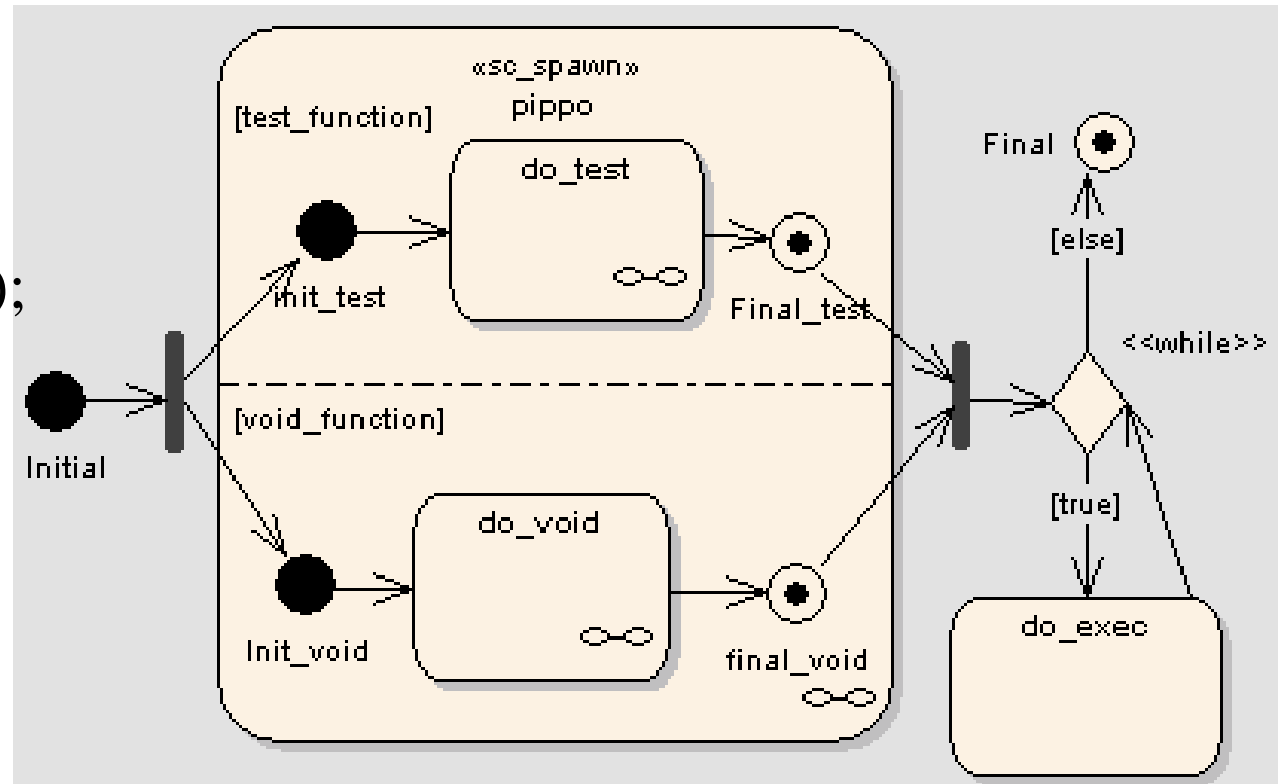 «sc_spawn»
pippo
[test_function]
do_test
Final
[else]
);
Init_test
Final_test
<<while>>
[void_function]
Initial
[true]
do_void
do_exec
Init_void
final_void